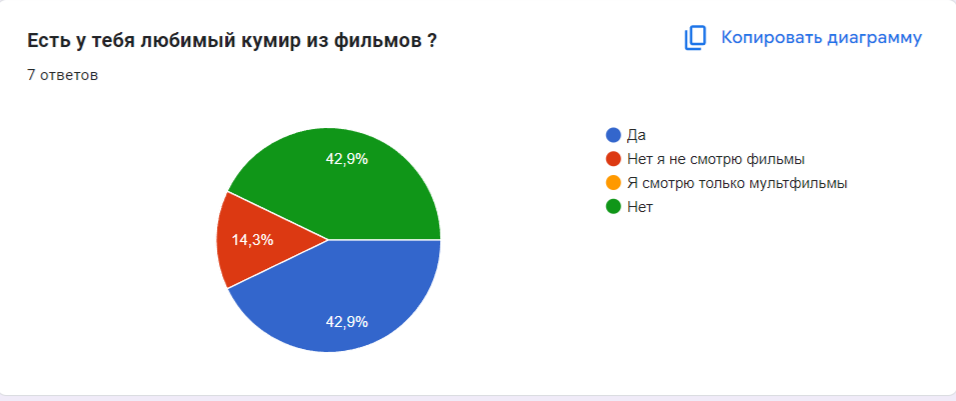 Есть у тебя любимый кумир из фильмов ?
Копировать диаграмму
7 ответов
42,9%
14,3%
42,9%
Да
Нет я не смотрю фильмы
Я смотрю только мултфильмы
Нет